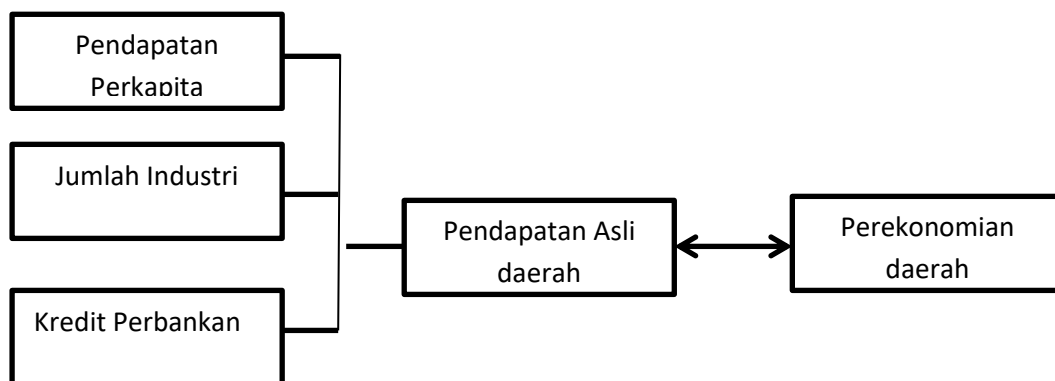 Pendapatan
Perkapita
Jumlah Industri
Kredit Perbankan
Pendapatan Asli
daerah
Perekonomian
daerah